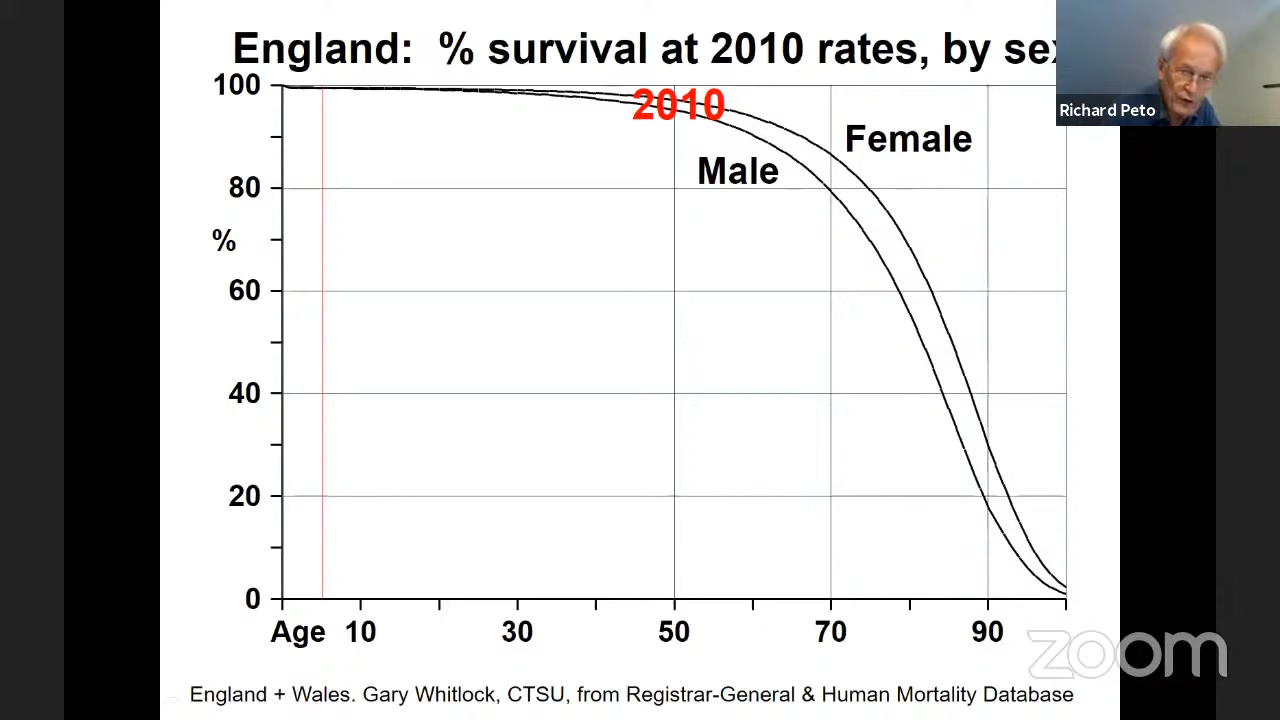 England: % survival at 2010 rates, by sex
Richard Peto
100
2010
Female
Male
80
%
60
40
20
0
Age 10 30 50 70 90
zoom
England + Wales. Gary Whitlock, CTSU, from Registrar-General & Human Mortality Database